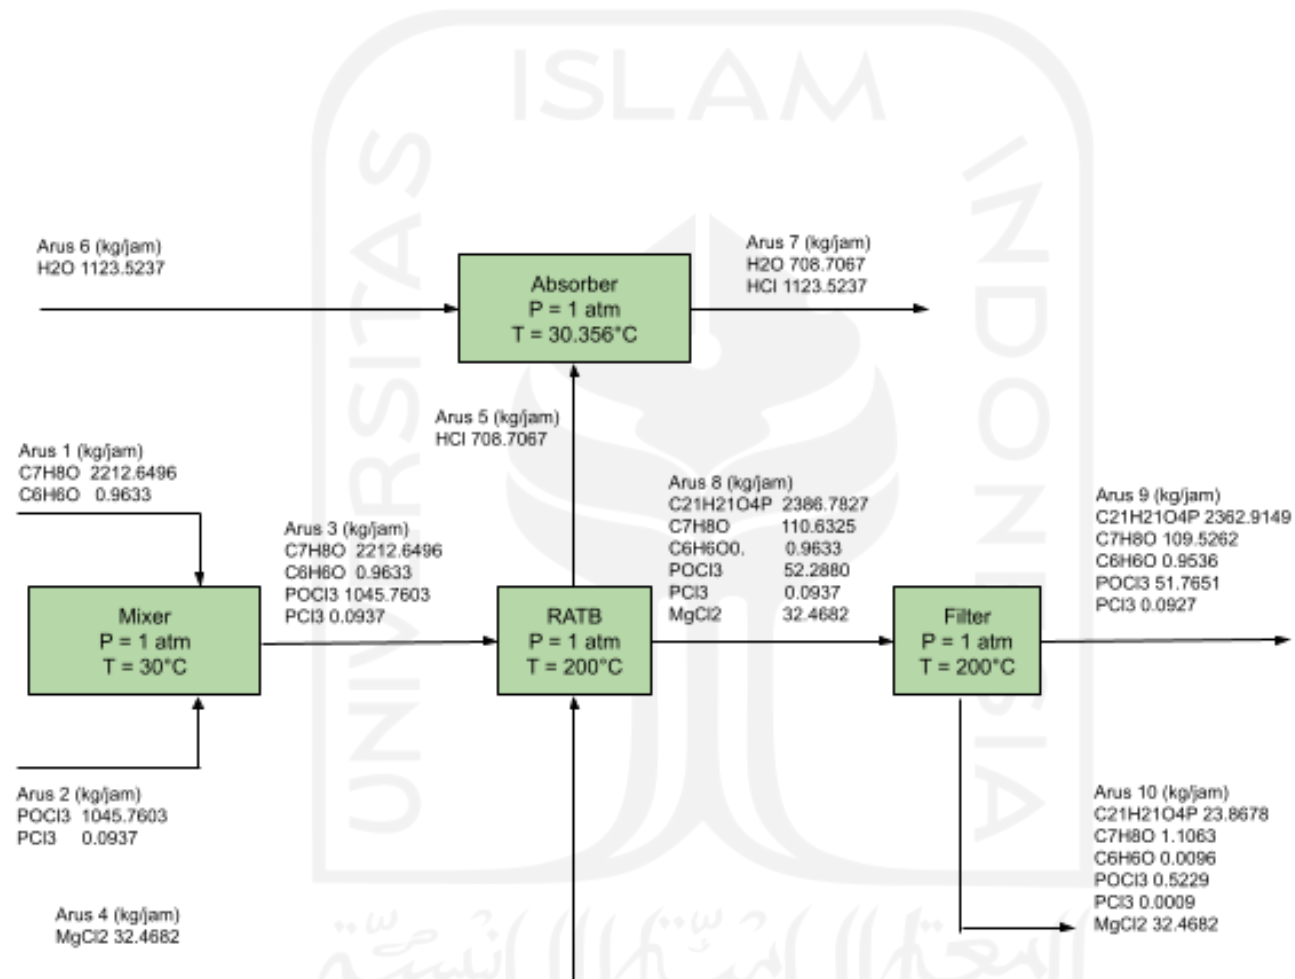 ISLAM
UNIVERSITAS
INDONESIA
Arus 6 (kg/jam)
H2O 1123.5237
Absorber
P = 1 atm
T = 30.356°C
Arus 7 (kg/jam)
H2O 708.7067
HCl 1123.5237
Arus 5 (kg/jam)
HCl 708.7067
Arus 1 (kg/jam)
C7H8O 2212.6496
C6H6O 0.9633
Arus 3 (kg/jam)
C7H8O 2212.6496
C6H6O 0.9633
POCl3 1045.7603
PCl3 0.0937
Arus 8 (kg/jam)
C21H21O4P 2386.7827
C7H8O 110.6325
C6H6O0. 0.9633
POCl3 52.2880
PCl3 0.0937
MgCl2 32.4682
Arus 9 (kg/jam)
C21H21O4P 2362.9149
C7H8O 109.5262
C6H6O 0.9536
POCl3 51.7651
PCl3 0.0927
Mixer
P = 1 atm
T = 30°C
RATB
P = 1 atm
T = 200°C
Filter
P = 1 atm
T = 200°C
Arus 2 (kg/jam)
POCl3 1045.7603
PCl3 0.0937
Arus 10 (kg/jam)
C21H21O4P 23.8678
C7H8O 1.1063
C6H6O 0.0096
POCl3 0.5229
PCl3 0.0009
MgCl2 32.4682
Arus 4 (kg/jam)
MgCl2 32.4682